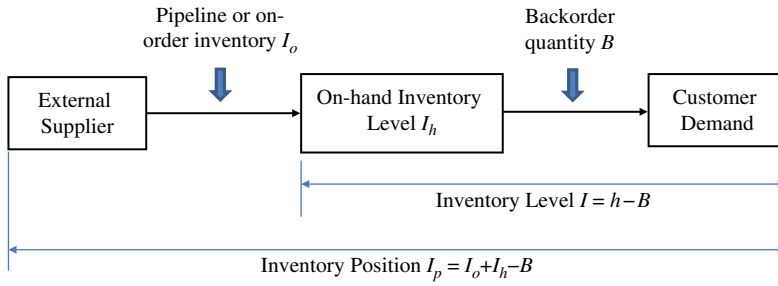 Pipeline or on-
order inventory I_o
Backorder
quantity B
External
Supplier
On-hand Inventory
Level I_h
Customer
Demand
Inventory Level I = h−B
Inventory Position I_p = I_o+I_h−B